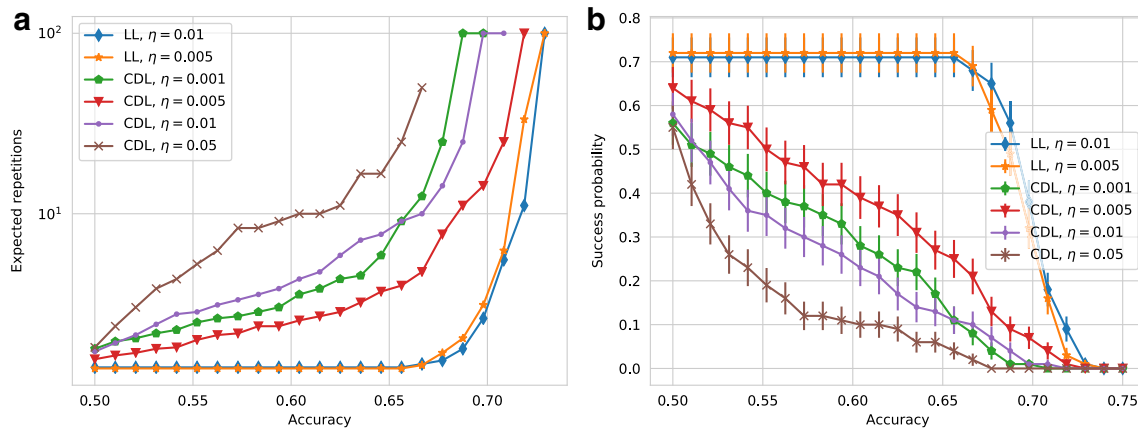 a
Expected repetitions
10²
10¹
LL, η = 0.01
LL, η = 0.005
CDL, η = 0.001
CDL, η = 0.005
CDL, η = 0.01
CDL, η = 0.05
0.50 0.55 0.60 0.65 0.70
Accuracy
b
Success probability
0.8
0.7
0.6
0.5
0.4
0.3
0.2
0.1
0.0
LL, η = 0.01
LL, η = 0.005
CDL, η = 0.001
CDL, η = 0.005
CDL, η = 0.01
CDL, η = 0.05
0.50 0.55 0.60 0.65 0.70 0.75
Accuracy